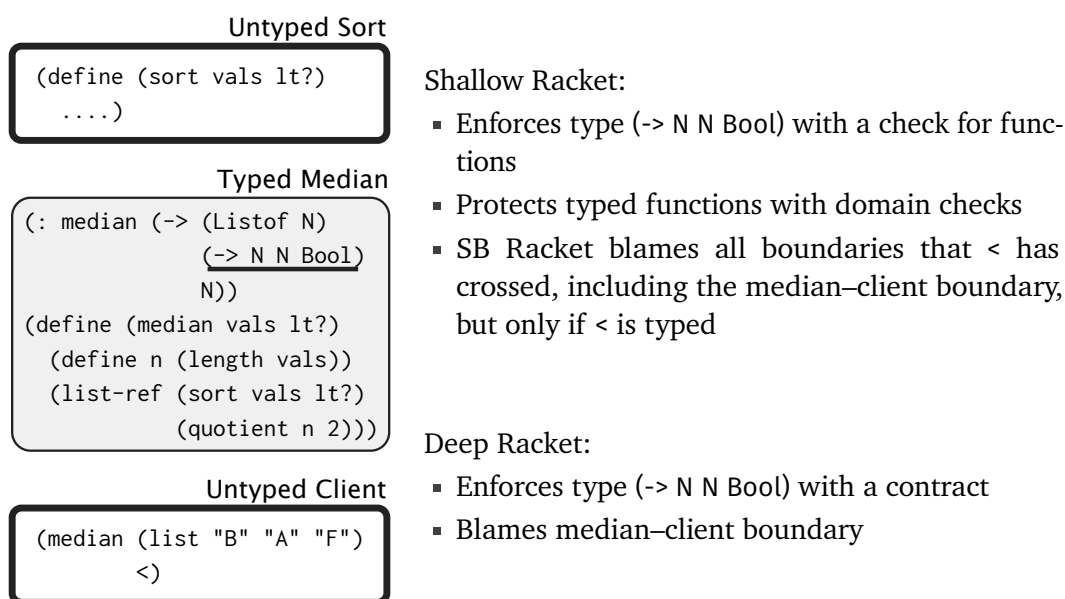 Untyped Sort
(define (sort vals lt?)
....)
Typed Median
(: median (-> (Listof N)
(-> N N Bool)
N))
(define (median vals lt?)
(define n (length vals))
(list-ref (sort vals lt?)
(quotient n 2)))
Untyped Client
(median (list "B" "A" "F")
<)
Shallow Racket:
▪ Enforces type (-> N N Bool) with a check for func-
tions
▪ Protects typed functions with domain checks
▪ SB Racket blames all boundaries that < has
crossed, including the median–client boundary,
but only if < is typed
Deep Racket:
▪ Enforces type (-> N N Bool) with a contract
▪ Blames median–client boundary